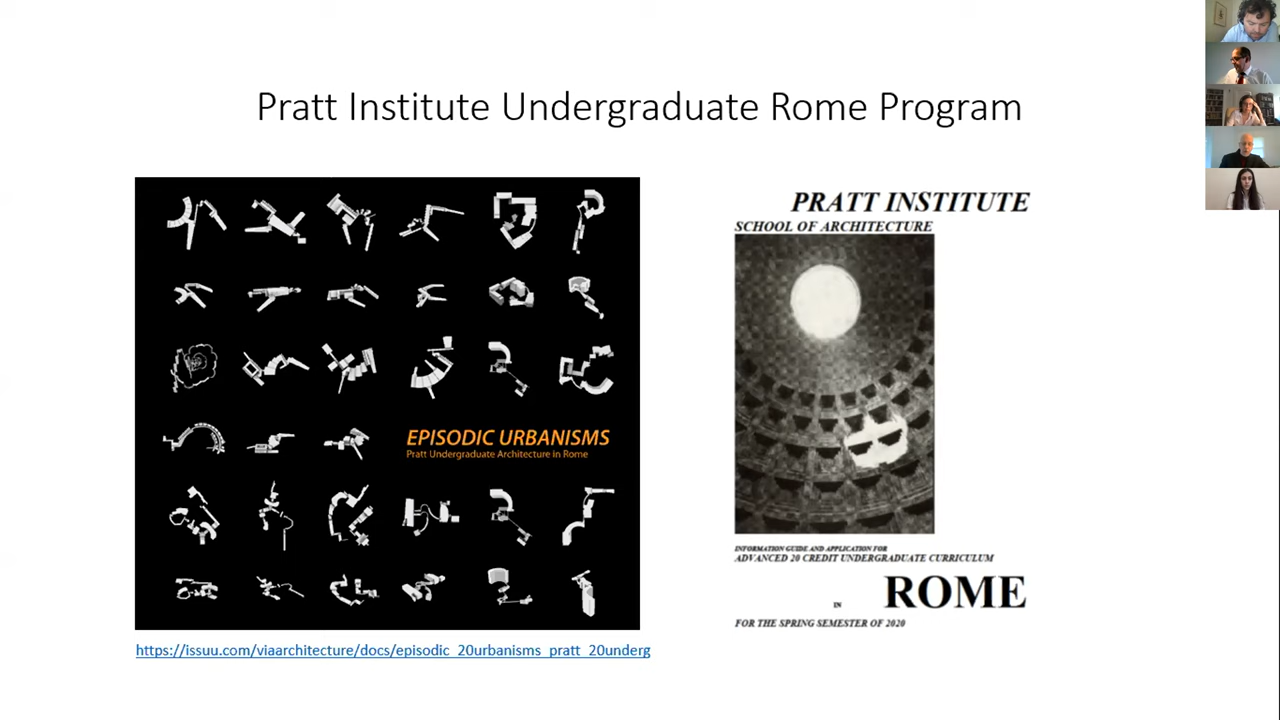 Pratt Institute Undergraduate Rome Program
EPISODIC URBANISMS
Pratt Undergraduate Architecture in Rome
https://issuu.com/viaarchitecture/docs/episodic_20urbanisms_pratt_20underg
PRATT INSTITUTE
SCHOOL OF ARCHITECTURE
INFORMATION GUIDE AND APPLICATION FOR
ADVANCED 20 CREDIT UNDERGRADUATE CURRICULUM
IN ROME
FOR THE SPRING SEMESTER OF 2020